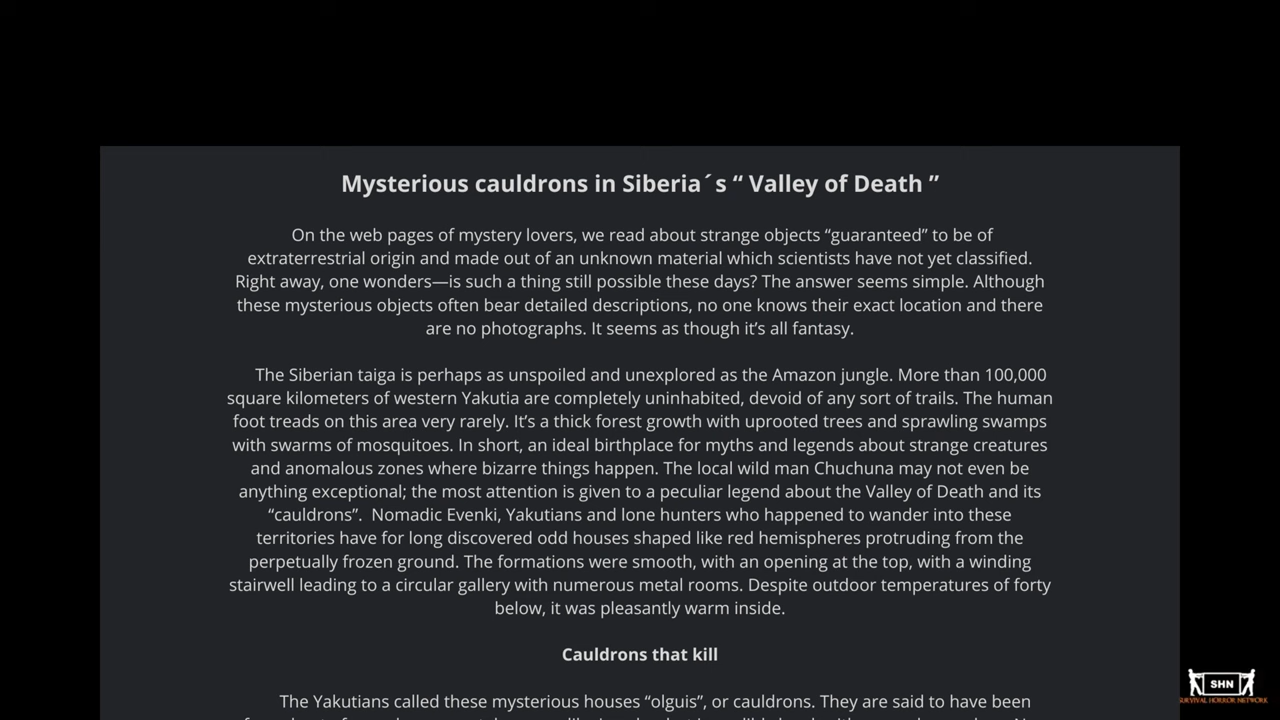 Mysterious cauldrons in Siberia´s “ Valley of Death ”
On the web pages of mystery lovers, we read about strange objects “guaranteed” to be of
extraterrestrial origin and made out of an unknown material which scientists have not yet classified.
Right away, one wonders—is such a thing still possible these days? The answer seems simple. Although
these mysterious objects often bear detailed descriptions, no one knows their exact location and there
are no photographs. It seems as though it’s all fantasy.
The Siberian taiga is perhaps as unspoiled and unexplored as the Amazon jungle. More than 100,000
square kilometers of western Yakutia are completely uninhabited, devoid of any sort of trails. The human
foot treads on this area very rarely. It’s a thick forest growth with uprooted trees and sprawling swamps
with swarms of mosquitoes. In short, an ideal birthplace for myths and legends about strange creatures
and anomalous zones where bizarre things happen. The local wild man Chuchuna may not even be
anything exceptional; the most attention is given to a peculiar legend about the Valley of Death and its
“cauldrons”. Nomadic Evenki, Yakutians and lone hunters who happened to wander into these
territories have for long discovered odd houses shaped like red hemispheres protruding from the
perpetually frozen ground. The formations were smooth, with an opening at the top, with a winding
stairwell leading to a circular gallery with numerous metal rooms. Despite outdoor temperatures of forty
below, it was pleasantly warm inside.
Cauldrons that kill
The Yakutians called these mysterious houses “olguis”, or cauldrons. They are said to have been
SHN
SURVIVAL HORROR NETWORK